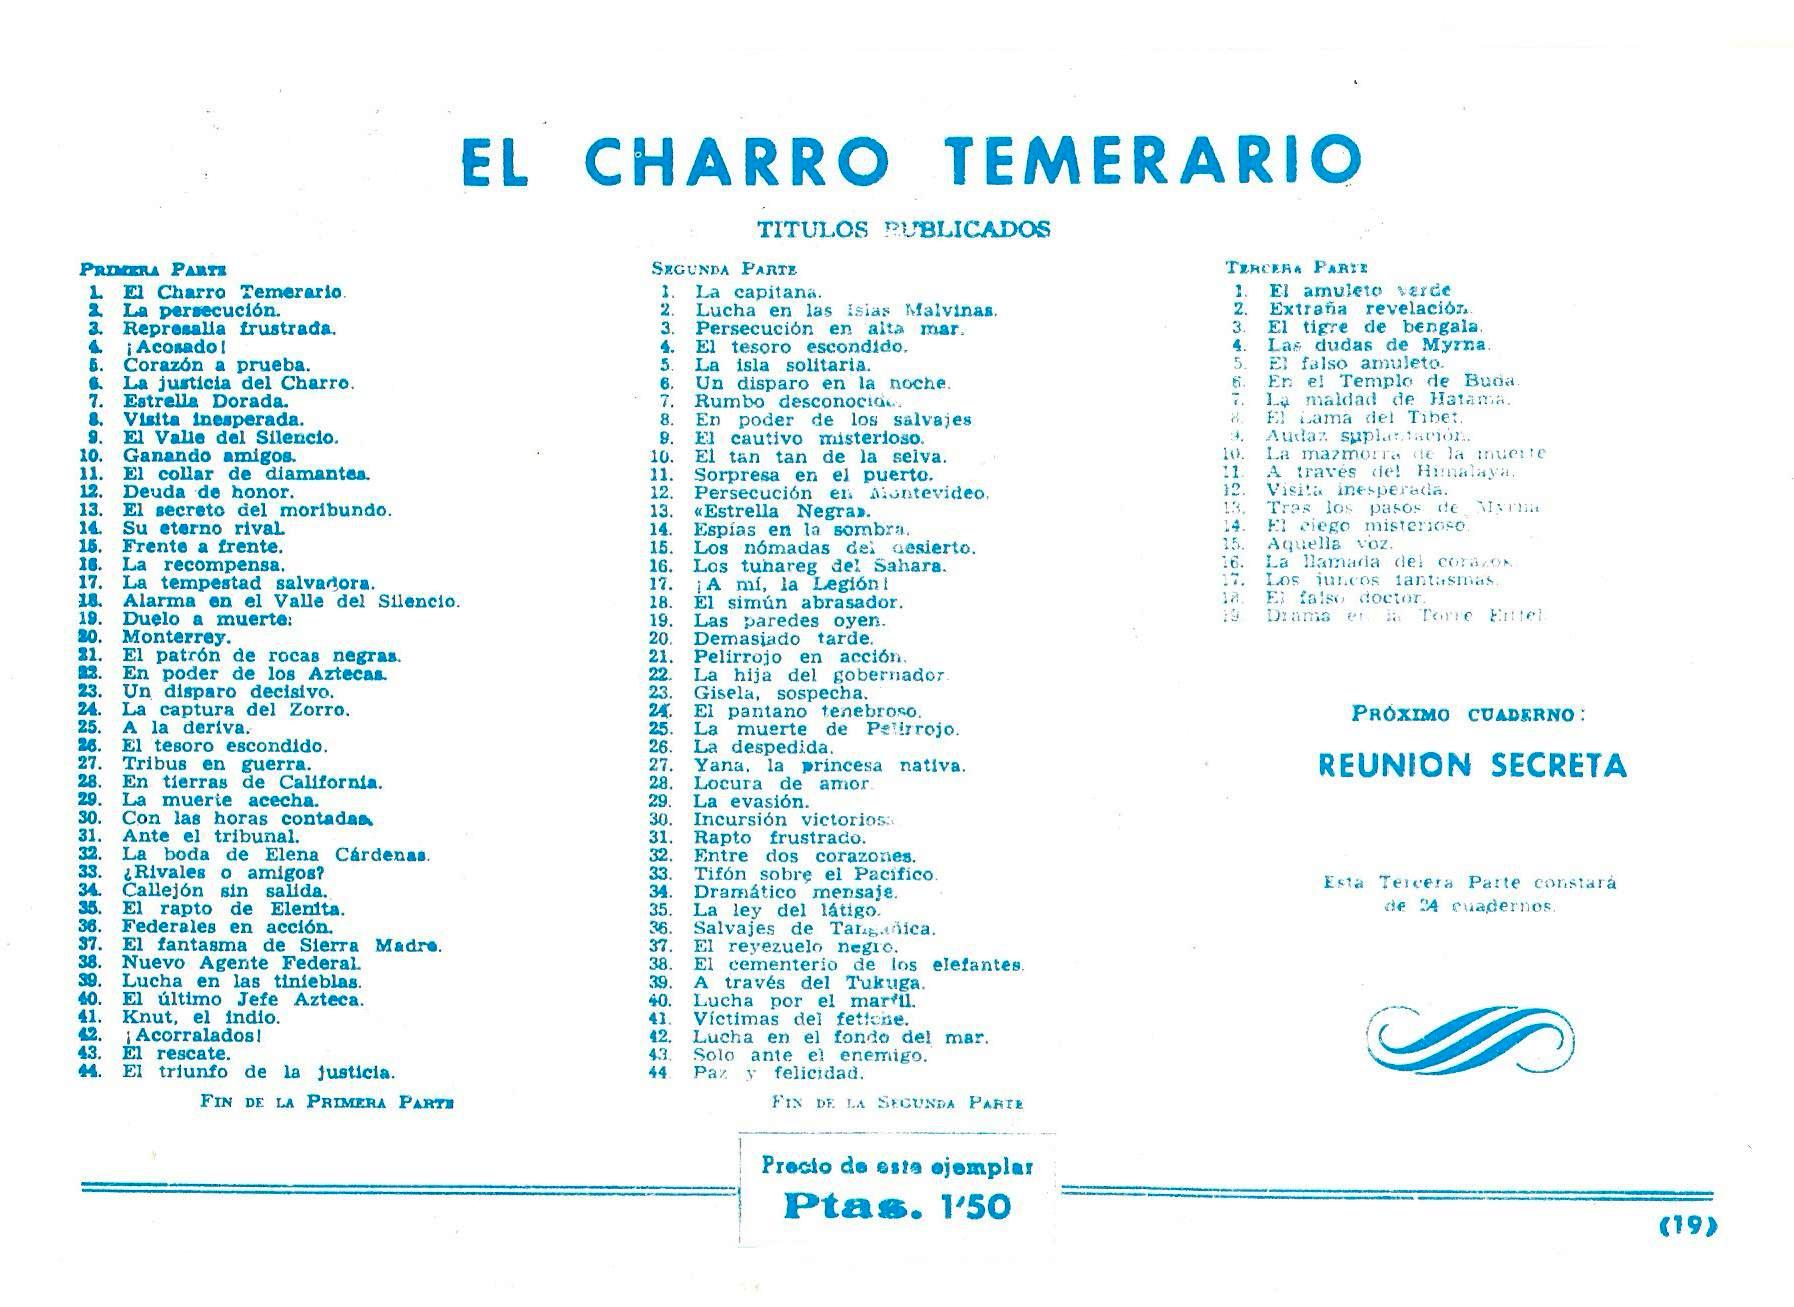 EL CHARRO TEMERARIO
TITULOS PUBLICADOS
PRIMERA PARTE
1. El Charro Temerario.
2. La persecución.
3. Represalia frustrada.
4. ¡Acosado!
5. Corazón a prueba.
6. La justicia del Charro.
7. Estrella Dorada.
8. Visita inesperada.
9. El Valle del Silencio.
10. Ganando amigos.
11. El collar de diamantes.
12. Deuda de honor.
13. El secreto del moribundo.
14. Su eterno rival.
15. Frente a frente.
16. La recompensa.
17. La tempestad salvadora.
18. Alarma en el Valle del Silencio.
19. Duelo a muerte:
20. Monterrey.
21. El patrón de rocas negras.
22. En poder de los Aztecas.
23. Un disparo decisivo.
24. La captura del Zorro.
25. A la deriva.
26. El tesoro escondido.
27. Tribus en guerra.
28. En tierras de California.
29. La muerte acecha.
30. Con las horas contadas.
31. Ante el tribunal.
32. La boda de Elena Cárdenas.
33. ¿Rivales o amigos?
34. Callejón sin salida.
35. El rapto de Elenita.
36. Federales en acción.
37. El fantasma de Sierra Madre.
38. Nuevo Agente Federal.
39. Lucha en las tinieblas.
40. El último Jefe Azteca.
41. Knut, el indio.
42. ¡Acorralados!
43. El rescate.
44. El triunfo de la justicia.
FIN DE LA PRIMERA PARTE
SEGUNDA PARTE
1. La capitana.
2. Lucha en las Islas Malvinas.
3. Persecución en alta mar.
4. El tesoro escondido.
5. La isla solitaria.
6. Un disparo en la noche.
7. Rumbo desconocido.
8. En poder de los salvajes
9. El cautivo misterioso.
10. El tan tan de la selva.
11. Sorpresa en el puerto.
12. Persecución en Montevideo.
13. «Estrella Negra».
14. Espías en la sombra.
15. Los nómadas del desierto.
16. Los tuhareg del Sahara.
17. ¡A mí, la Legión!
18. El simún abrasador.
19. Las paredes oyen.
20. Demasiado tarde.
21. Pelirrojo en acción.
22. La hija del gobernador
23. Gisela, sospecha.
24. El pantano tenebroso.
25. La muerte de Pelirrojo.
26. La despedida.
27. Yana, la princesa nativa.
28. Locura de amor
29. La evasión.
30. Incursión victoriosa
31. Rapto frustrado.
32. Entre dos corazones.
33. Tifón sobre el Pacífico.
34. Dramático mensaje.
35. La ley del látigo.
36. Salvajes de Tangañica.
37. El reyezuelo negro.
38. El cementerio de los elefantes.
39. A través del Tukuga.
40. Lucha por el marfil.
41. Víctimas del fetiche.
42. Lucha en el fondo del mar.
43. Solo ante el enemigo.
44. Paz y felicidad.
FIN DE LA SEGUNDA PARTE
TERCERA PARTE
1. El amuleto verde
2. Extraña revelación.
3. El tigre de bengala.
4. Las dudas de Myrna.
5. El falso amuleto.
6. En el Templo de Buda.
7. La maldad de Hatama.
8. El Lama del Tibet.
9. Audaz suplantación.
10. La mazmorra de la muerte
11. A través del Himalaya.
12. Visita inesperada.
13. Tras los pasos de Myrna
14. El ciego misterioso.
15. Aquella voz.
16. La llamada del corazón.
17. Los juncos fantasmas.
18. El falso doctor.
19. Drama en la Torre Eiffel.
PRÓXIMO CUADERNO:
REUNION SECRETA
Esta Tercera Parte constará
de 24 cuadernos.
Precio de este ejemplar
Ptas. 1'50
(19)